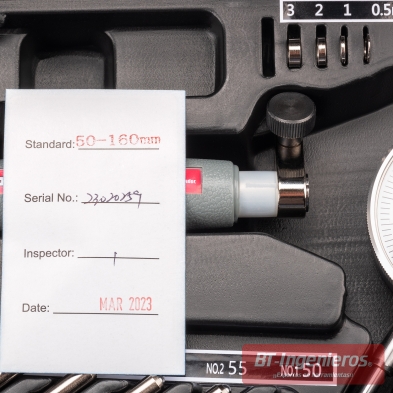 3 2 1 0.5
Standard: 50-160mm
Serial No.: 23020239
Inspector:
Date: MAR 2023
NO.2 55 NO.1 50
BT-Ingenieros